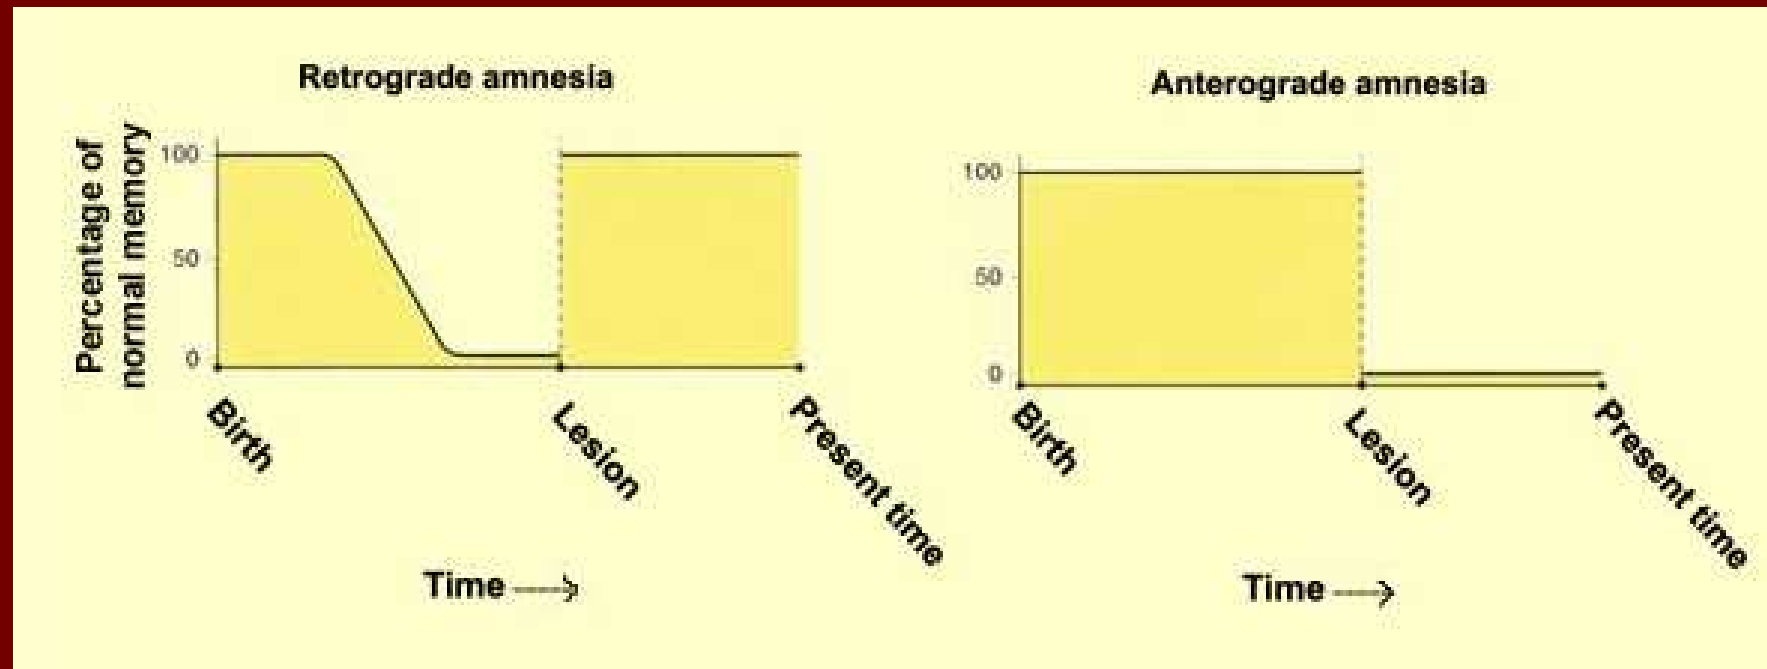 Retrograde amnesia
Percentage of
normal memory
100
50
0
Birth
Lesion
Present time
Time
Anterograde amnesia
100
50
0
Birth
Lesion
Present time
Time